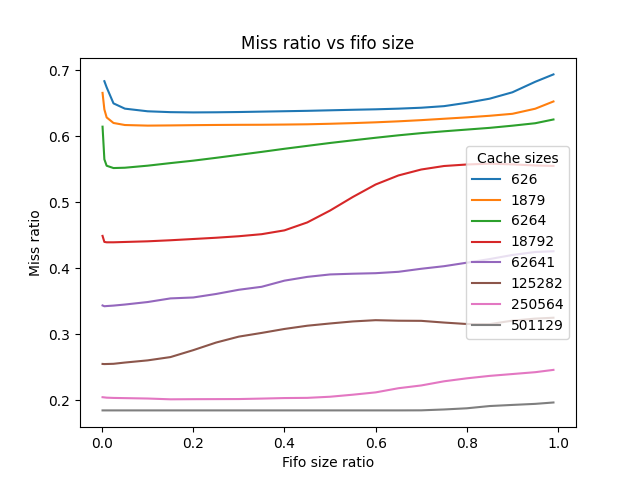 Miss ratio vs fifo size
Miss ratio
0.7
0.6
0.5
0.4
0.3
0.2
Cache sizes
626
1879
6264
18792
62641
125282
250564
501129
0.0 0.2 0.4 0.6 0.8 1.0
Fifo size ratio